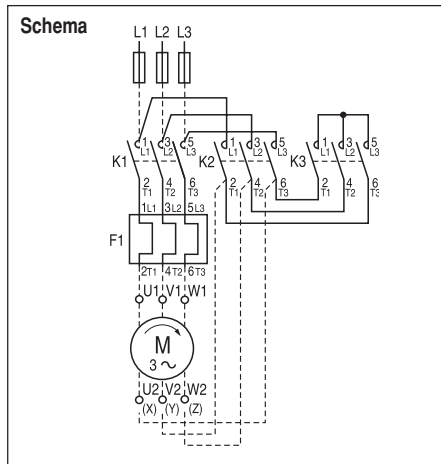 Schema
L1 L2 L3
K1 1 L1 3 L2 5 L3 K2 1 L1 3 L2 5 L3 K3 1 L1 3 L2 5 L3
2 T1 4 T2 6 T3 2 T1 4 T2 6 T3 2 T1 4 T2 6 T3
1L1 3L2 5L3
F1
2T1 4T2 6T3
U1 V1 W1
M
3 ~
U2 V2 W2
(X) (Y) (Z)